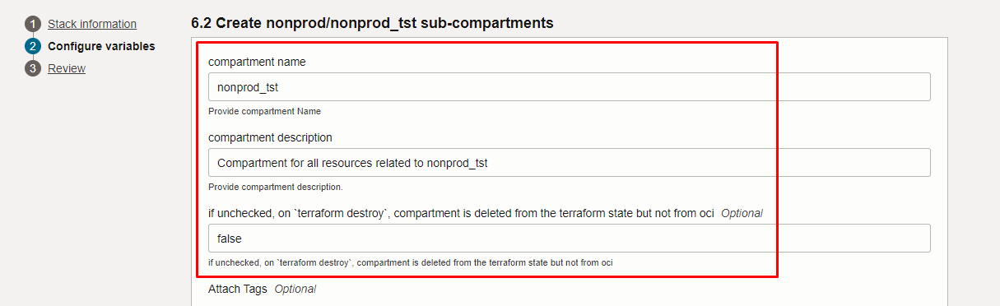 1 Stack information
2 Configure variables
3 Review
6.2 Create nonprod/nonprod_tst sub-compartments
compartment name
nonprod_tst
Provide compartment Name
compartment description
Compartment for all resources related to nonprod_tst
Provide compartment description.
if unchecked, on `terraform destroy`, compartment is deleted from the terraform state but not from oci Optional
false
if unchecked, on `terraform destroy`, compartment is deleted from the terraform state but not from oci
Attach Tags Optional